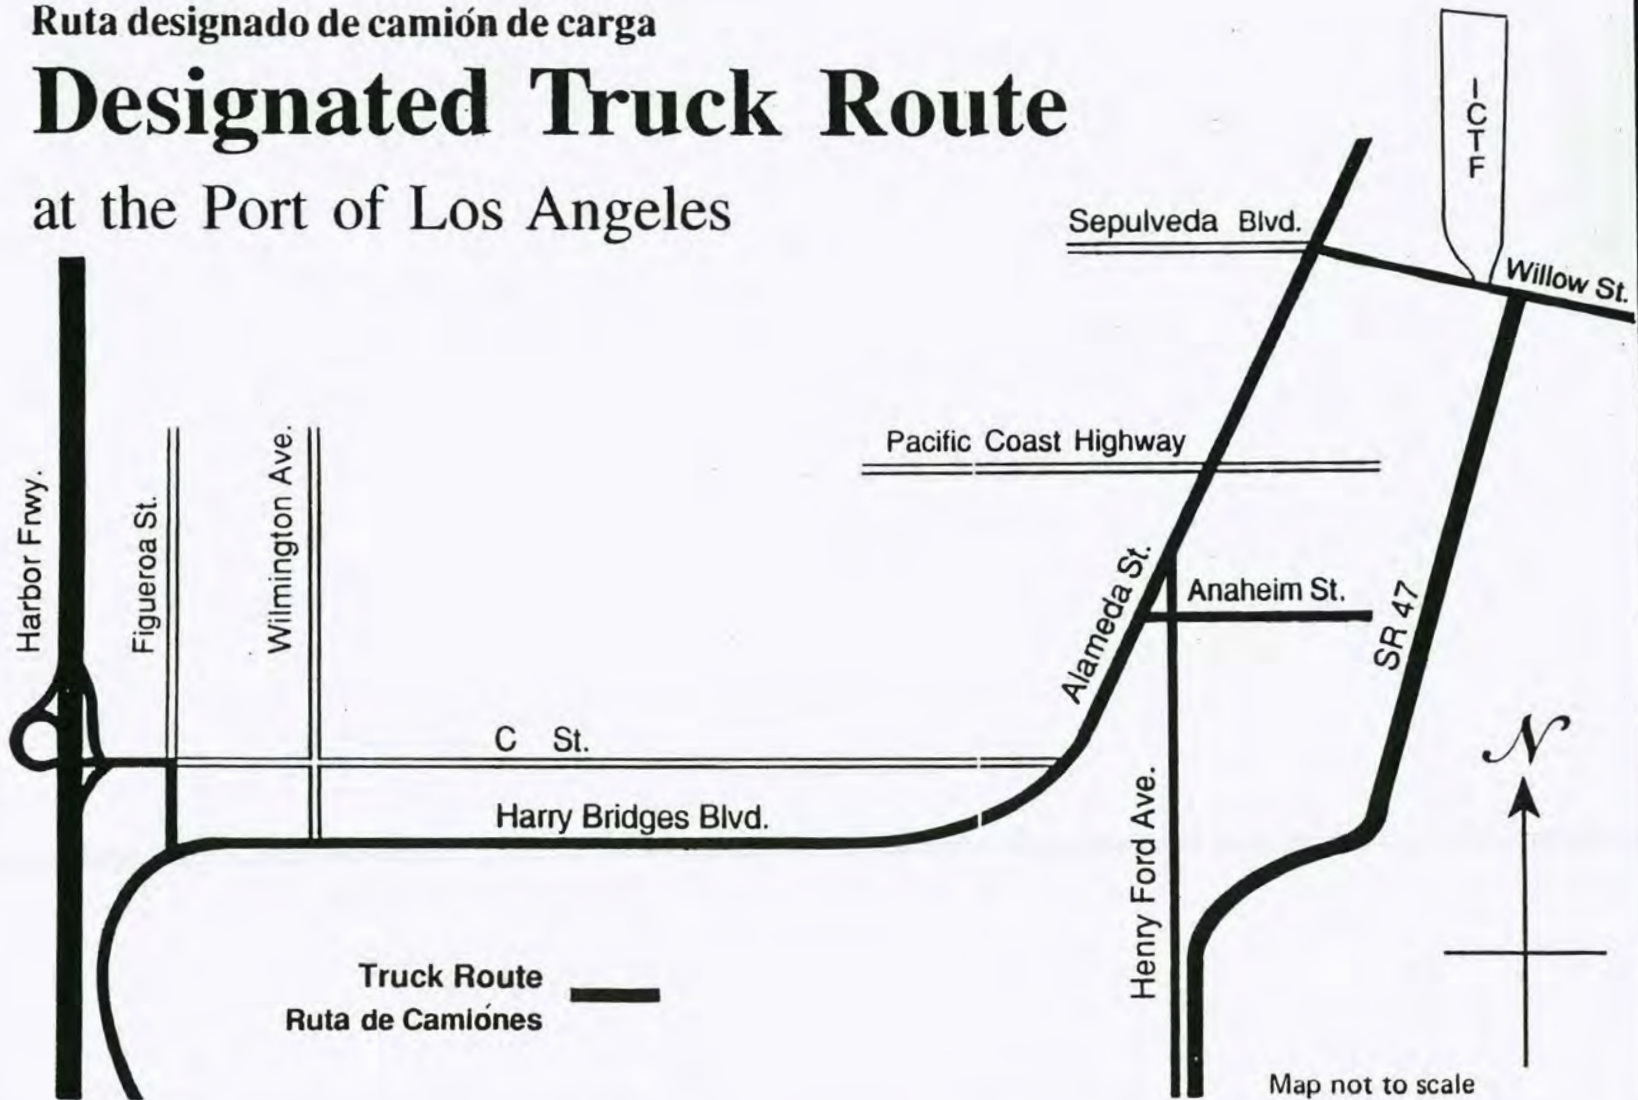 Ruta designado de camión de carga
Designated Truck Route
at the Port of Los Angeles
ICTF
Sepulveda Blvd.
Willow St.
Pacific Coast Highway
Harbor Frwy.
Figueroa St.
Wilmington Ave.
Alameda St.
Anaheim St.
SR 47
C St.
Harry Bridges Blvd.
Henry Ford Ave.
N
Truck Route
Ruta de Camiónes
Map not to scale